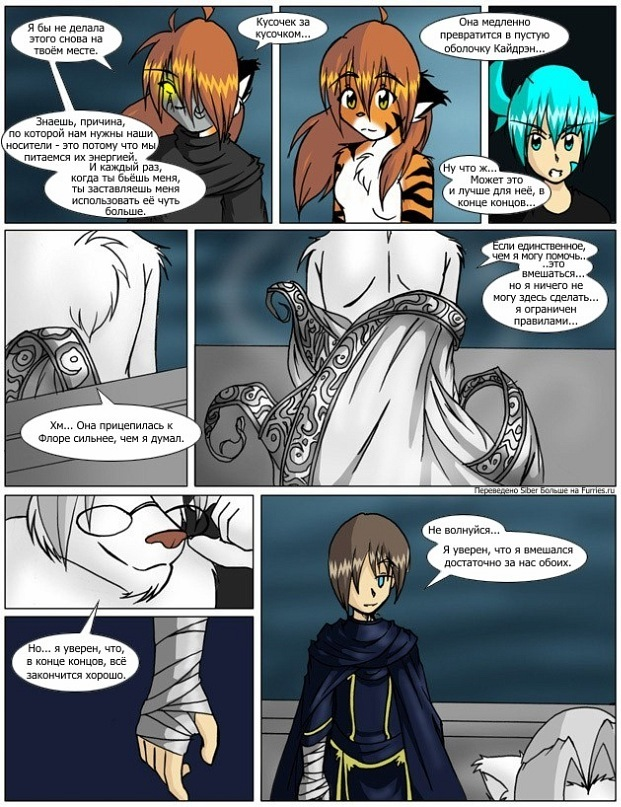 Я бы не делала
этого снова на
твоём месте.
Знаешь, причина,
по которой нам нужны наши
носители - это потому что мы
питаемся их энергией.
И каждый раз,
когда ты бьёшь меня,
ты заставляешь меня
использовать её чуть
больше.
Кусочек за
кусочком...
Она медленно
превратится в пустую
оболочку Кайдрэн...
Ну что ж...
Может это
и лучше для неё, в
конце концов...
Хм... Она прицепилась к
Флоре сильнее, чем я думал.
Если единственное,
чем я могу помочь...
..это
вмешаться...
но я ничего не
могу здесь сделать...
я ограничен
правилами...
Переведено Siber Больше на Furries.ru
Но... я уверен, что,
в конце концов, всё
закончится хорошо.
Не волнуйся...
Я уверен, что я вмешался
достаточно за нас обоих.